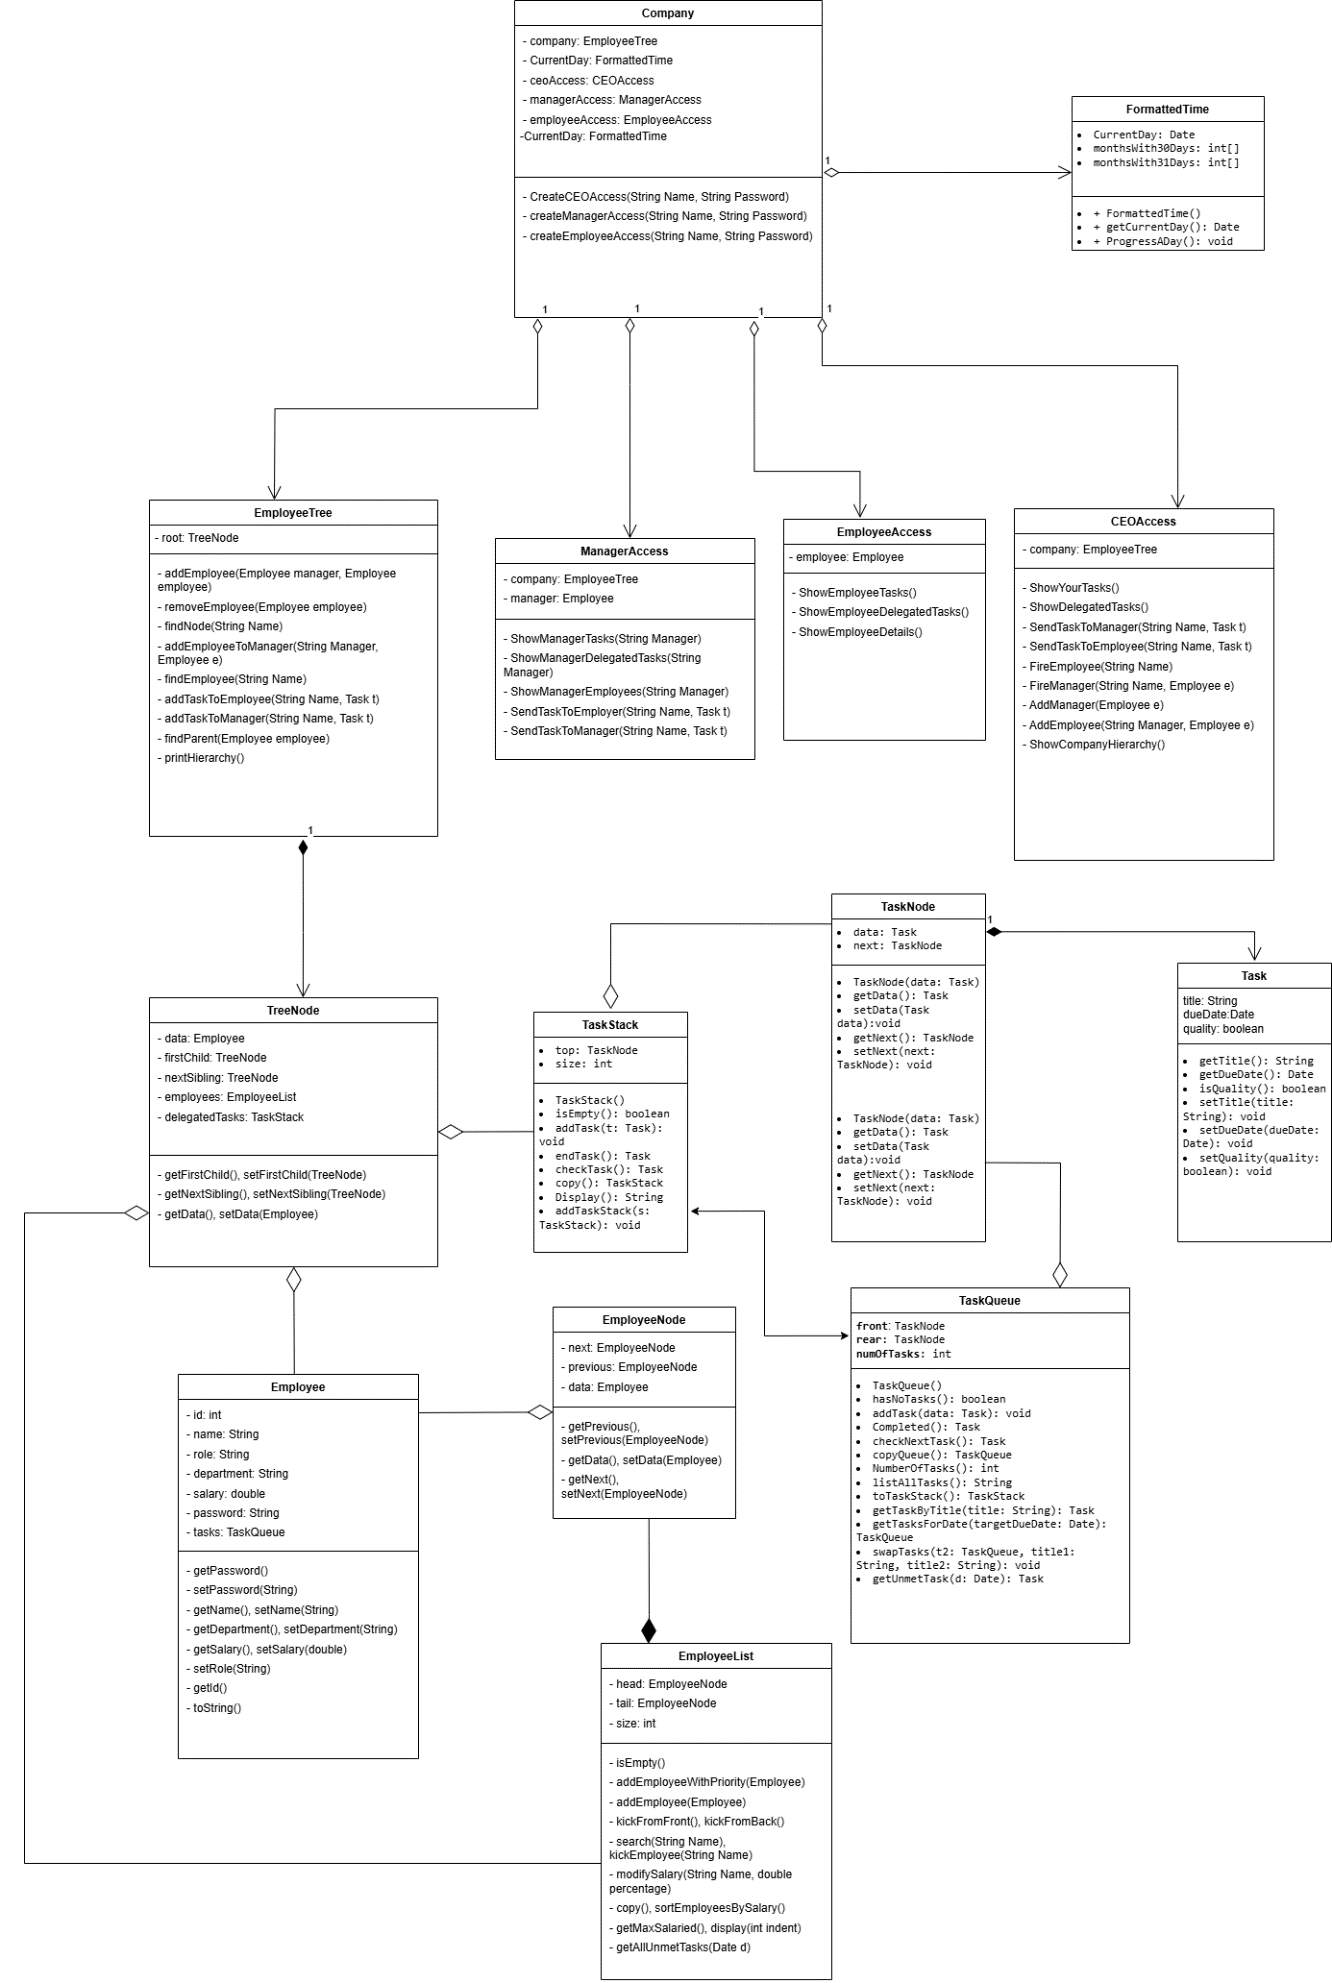 Company
- company: EmployeeTree
- CurrentDay: FormattedTime
- ceoAccess: CEOAccess
- managerAccess: ManagerAccess
- employeeAccess: EmployeeAccess
-CurrentDay: FormattedTime
- CreateCEOAccess(String Name, String Password)
- createManagerAccess(String Name, String Password)
- createEmployeeAccess(String Name, String Password)
1
1
1
1
1
FormattedTime
• CurrentDay: Date
• monthsWith30Days: int[]
• monthsWith31Days: int[]
• + FormattedTime()
• + getCurrentDay(): Date
• + ProgressADay(): void
EmployeeTree
- root: TreeNode
- addEmployee(Employee manager, Employee
employee)
- removeEmployee(Employee employee)
- findNode(String Name)
- addEmployeeToManager(String Manager,
Employee e)
- findEmployee(String Name)
- addTaskToEmployee(String Name, Task t)
- addTaskToManager(String Name, Task t)
- findParent(Employee employee)
- printHierarchy()
1
ManagerAccess
- company: EmployeeTree
- manager: Employee
- ShowManagerTasks(String Manager)
- ShowManagerDelegatedTasks(String
Manager)
- ShowManagerEmployees(String Manager)
- SendTaskToEmployer(String Name, Task t)
- SendTaskToManager(String Name, Task t)
EmployeeAccess
- employee: Employee
- ShowEmployeeTasks()
- ShowEmployeeDelegatedTasks()
- ShowEmployeeDetails()
CEOAccess
- company: EmployeeTree
- ShowYourTasks()
- ShowDelegatedTasks()
- SendTaskToManager(String Name, Task t)
- SendTaskToEmployee(String Name, Task t)
- FireEmployee(String Name)
- FireManager(String Name, Employee e)
- AddManager(Employee e)
- AddEmployee(String Manager, Employee e)
- ShowCompanyHierarchy()
TaskNode
• data: Task
• next: TaskNode
• TaskNode(data: Task)
• getData(): Task
• setData(Task
data):void
• getNext(): TaskNode
• setNext(next:
TaskNode): void
• TaskNode(data: Task)
• getData(): Task
• setData(Task
data):void
• getNext(): TaskNode
• setNext(next:
TaskNode): void
1
Task
title: String
dueDate:Date
quality: boolean
• getTitle(): String
• getDueDate(): Date
• isQuality(): boolean
• setTitle(title:
String): void
• setDueDate(dueDate:
Date): void
• setQuality(quality:
boolean): void
TreeNode
- data: Employee
- firstChild: TreeNode
- nextSibling: TreeNode
- employees: EmployeeList
- delegatedTasks: TaskStack
- getFirstChild(), setFirstChild(TreeNode)
- getNextSibling(), setNextSibling(TreeNode)
- getData(), setData(Employee)
TaskStack
• top: TaskNode
• size: int
• TaskStack()
• isEmpty(): boolean
• addTask(t: Task):
void
• endTask(): Task
• checkTask(): Task
• copy(): TaskStack
• Display(): String
• addTaskStack(s:
TaskStack): void
TaskQueue
front: TaskNode
rear: TaskNode
numOfTasks: int
• TaskQueue()
• hasNoTasks(): boolean
• addTask(data: Task): void
• Completed(): Task
• checkNextTask(): Task
• copyQueue(): TaskQueue
• NumberOfTasks(): int
• listAllTasks(): String
• toTaskStack(): TaskStack
• getTaskByTitle(title: String): Task
• getTasksForDate(targetDueDate: Date):
TaskQueue
• swapTasks(t2: TaskQueue, title1:
String, title2: String): void
• getUnmetTask(d: Date): Task
EmployeeNode
- next: EmployeeNode
- previous: EmployeeNode
- data: Employee
- getPrevious(),
setPrevious(EmployeeNode)
- getData(), setData(Employee)
- getNext(),
setNext(EmployeeNode)
Employee
- id: int
- name: String
- role: String
- department: String
- salary: double
- password: String
- tasks: TaskQueue
- getPassword()
- setPassword(String)
- getName(), setName(String)
- getDepartment(), setDepartment(String)
- getSalary(), setSalary(double)
- setRole(String)
- getId()
- toString()
EmployeeList
- head: EmployeeNode
- tail: EmployeeNode
- size: int
- isEmpty()
- addEmployeeWithPriority(Employee)
- addEmployee(Employee)
- kickFromFront(), kickFromBack()
- search(String Name),
kickEmployee(String Name)
- modifySalary(String Name, double
percentage)
- copy(), sortEmployeesBySalary()
- getMaxSalaried(), display(int indent)
- getAllUnmetTasks(Date d)